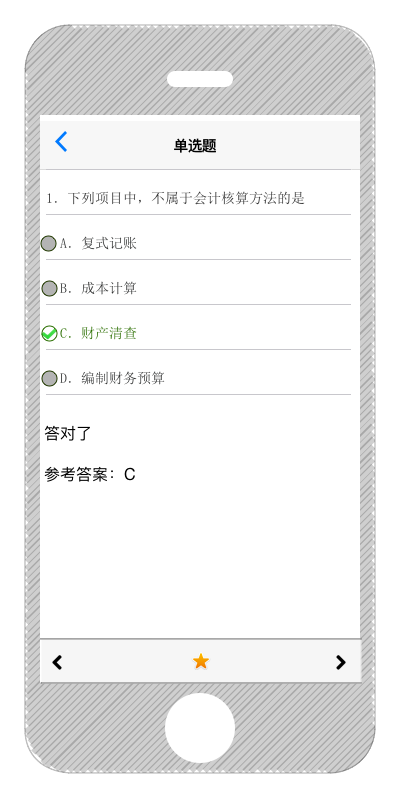 单选题
1. 下列项目中，不属于会计核算方法的是
A. 复式记账
B. 成本计算
C. 财产清查
D. 编制财务预算
答对了
参考答案：C